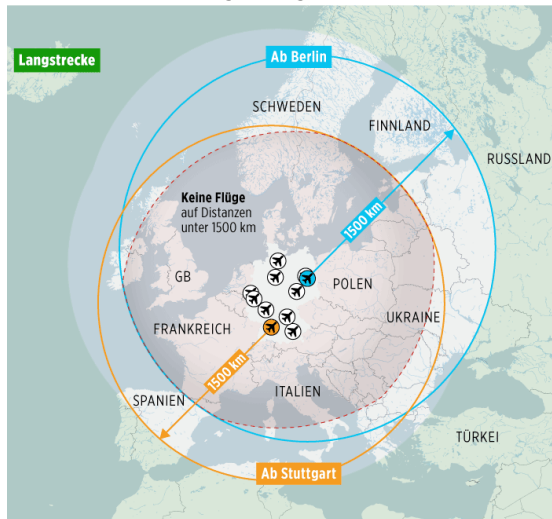 Ab Berlin
Langstrecke
SCHWEDEN
FINNLAND
RUSSLAND
Keine Flüge
auf Distanzen
unter 1500 km
1500 km
GB
POLEN
UKRAINE
FRANKREICH
1500 km
ITALIEN
SPANIEN
TÜRKEI
Ab Stuttgart